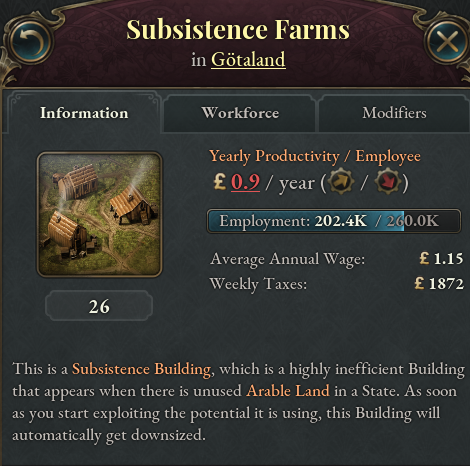 Subsistence Farms
in Götaland
Information
Workforce
Modifiers
Yearly Productivity / Employee
£ 0.9 / year ( / )
Employment: 202.4K / 260.0K
Average Annual Wage: £ 1.15
Weekly Taxes: £ 1872
26
This is a Subsistence Building, which is a highly inefficient Building
that appears when there is unused Arable Land in a State. As soon
as you start exploiting the potential it is using, this Building will
automatically get downsized.